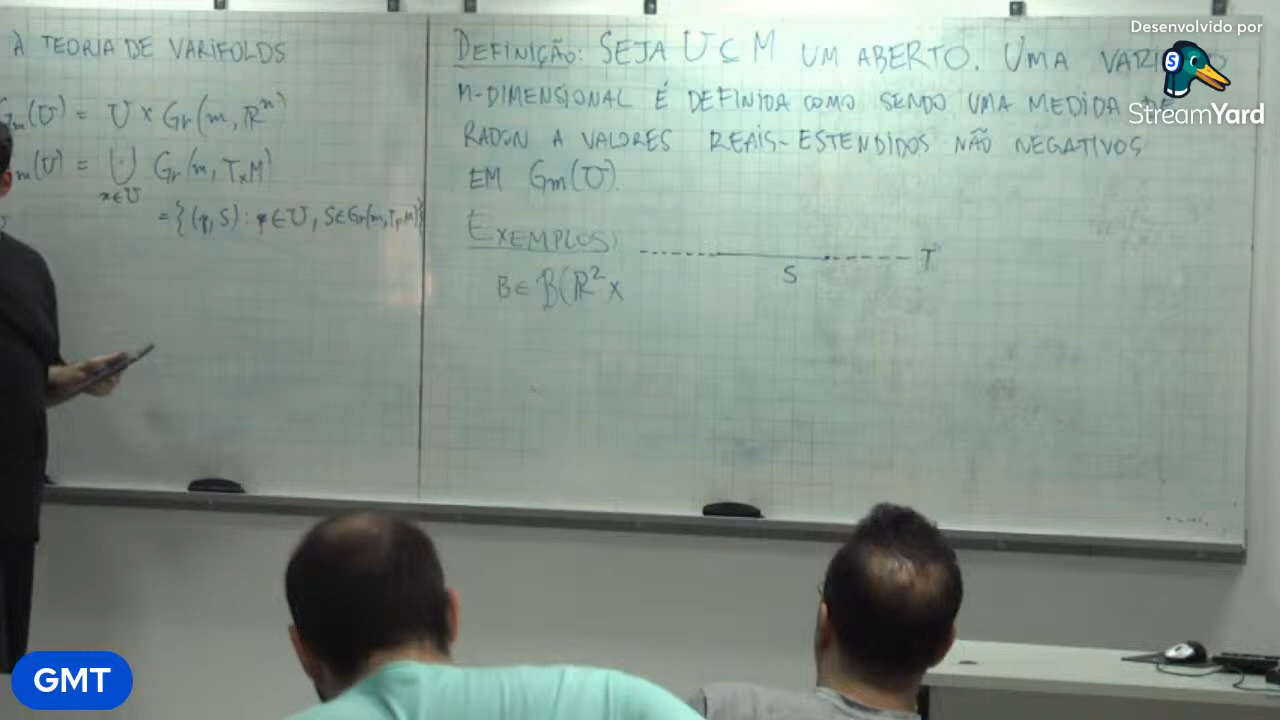 À TEORIA DE VARIFOLDS
Gm(U) = U × Gr(m, ℝⁿ)
m(U) = ⋃ Gr(m, TₓM)
x∈U
= {(p, S) : p ∈ U, S ∈ Gr(m, TₚM)}
DEFINIÇÃO: SEJA U ⊆ M UM ABERTO. UMA
M-DIMENSIONAL É DEFINIDA COMO SENDO UMA MEDIDA DE
RADON A VALORES REAIS-ESTENDIDOS NÃO NEGATIVOS
EM Gm(U).
EXEMPLOS:
T
S
B ∈ B(ℝ² ×
Desenvolvido por
StreamYard
GMT